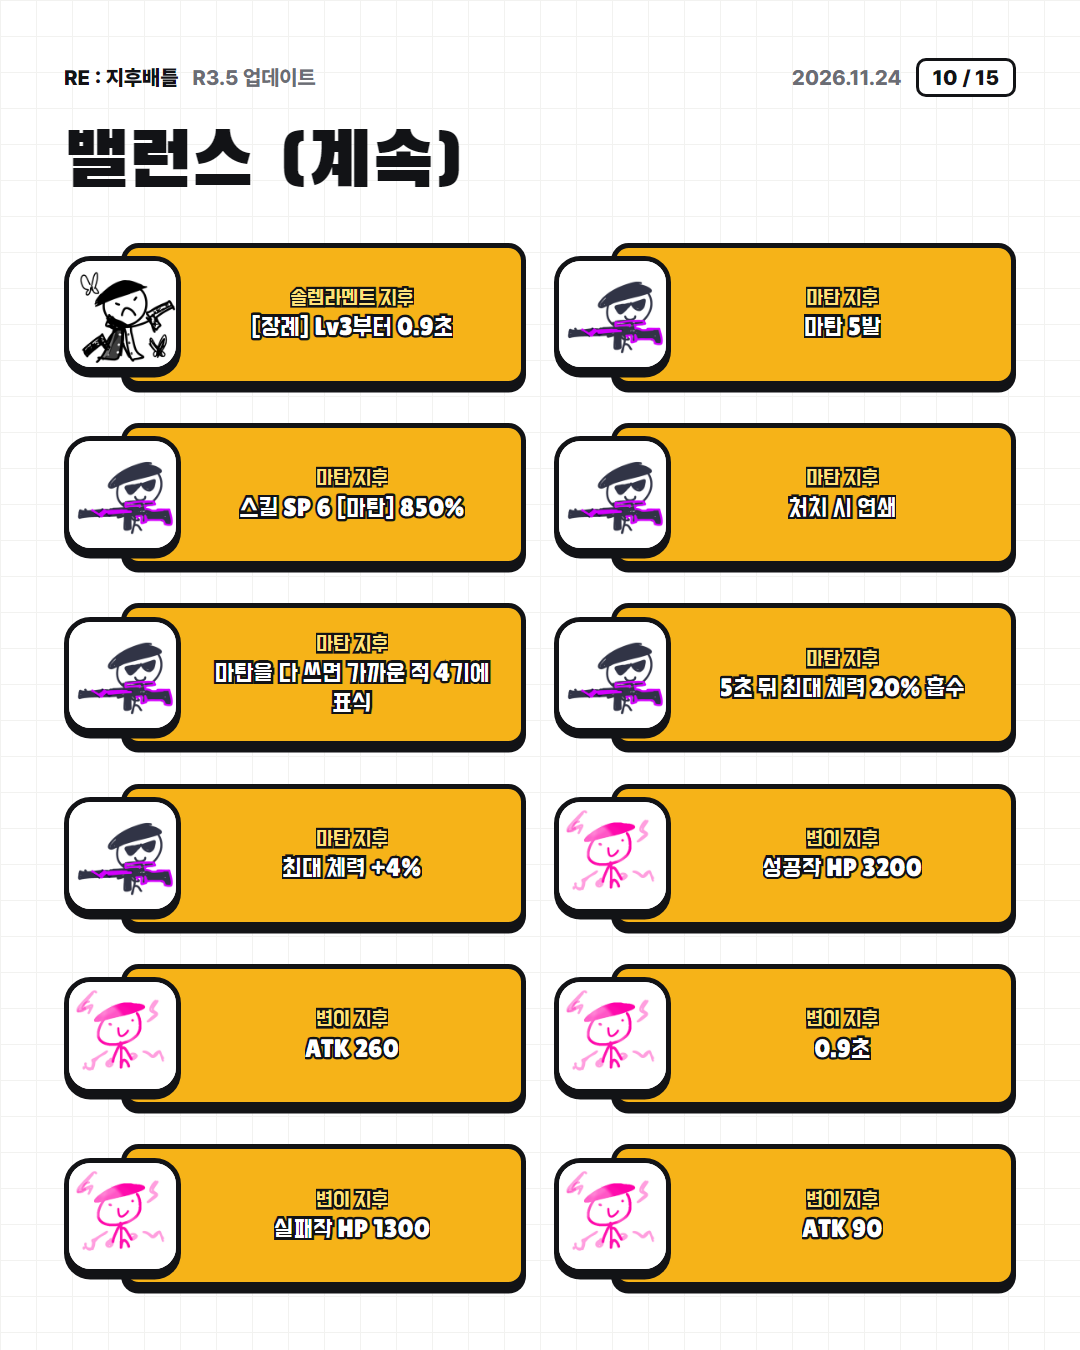 RE : 지후배틀 R3.5 업데이트
2026.11.24 10 / 15
밸런스 (계속)
솔렘라멘트 지후
[장례] Lv3부터 0.9초
마탄 지후
마탄 5발
마탄 지후
스킬 SP 6 [마탄] 850%
마탄 지후
처치 시 연쇄
마탄 지후
마탄을 다 쓰면 가까운 적 4기에
표식
마탄 지후
5초 뒤 최대 체력 20% 흡수
마탄 지후
최대 체력 +4%
변이 지후
성공작 HP 3200
변이 지후
ATK 260
변이 지후
0.9초
변이 지후
실패작 HP 1300
변이 지후
ATK 90